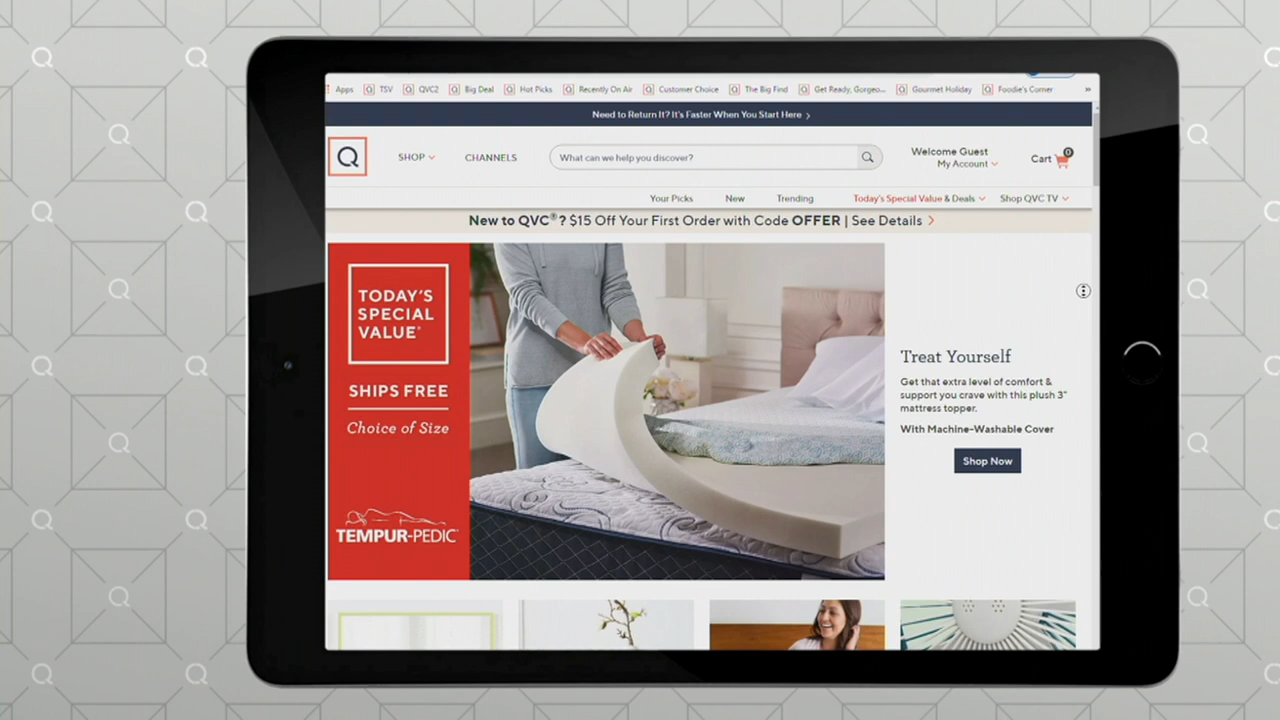 Apps TSV QVC2 Big Deal Hot Picks Recently On Air Customer Choice The Big Find Get Ready, Gorgeo... Gourmet Holiday Foodie's Corner »
Need to Return It? It's Faster When You Start Here >
Q SHOP CHANNELS What can we help you discover? Welcome Guest
My Account
Cart 0
Your Picks New Trending Today's Special Value & Deals Shop QVC TV
New to QVC®? $15 Off Your First Order with Code OFFER | See Details >
TODAY'S
SPECIAL
VALUE®
SHIPS FREE
Choice of Size
TEMPUR-PEDIC
Treat Yourself
Get that extra level of comfort &
support you crave with this plush 3"
mattress topper.
With Machine-Washable Cover
Shop Now